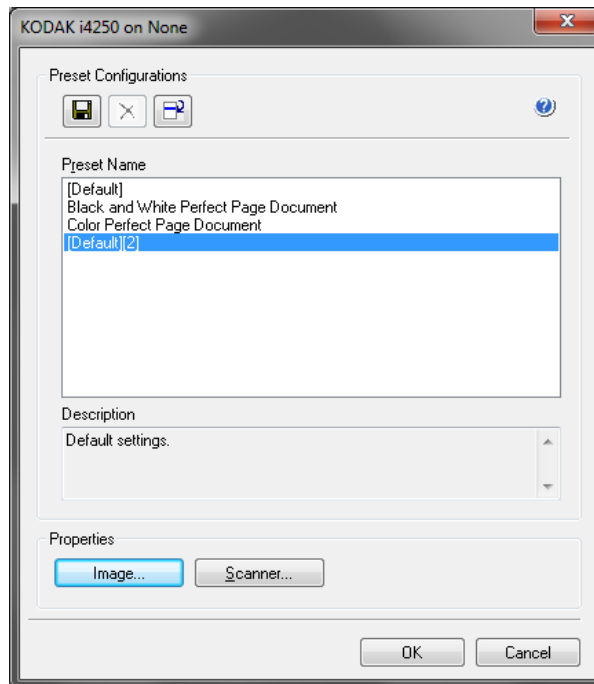 KODAK i4250 on None
Preset Configurations
Preset Name
[Default]
Black and White Perfect Page Document
Color Perfect Page Document
[Default][2]
Description
Default settings.
Properties
Image...
Scanner...
OK
Cancel